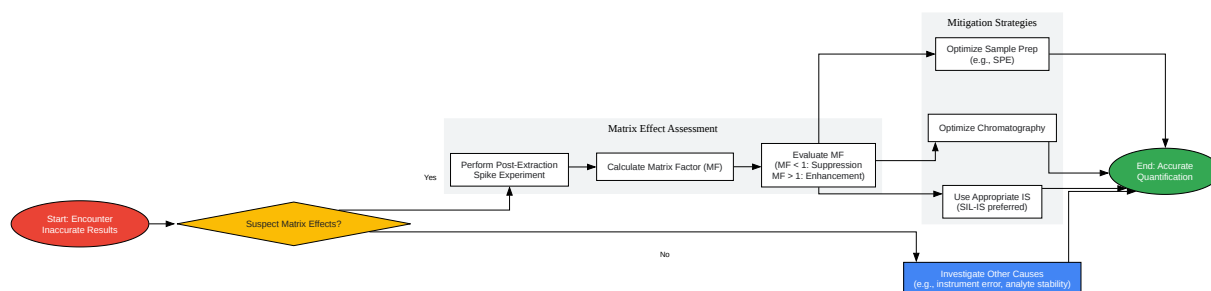 Mitigation Strategies
Optimize Sample Prep
(e.g., SPE)
Matrix Effect Assessment
Optimize Chromatography
Perform Post-Extraction
Spike Experiment
Calculate Matrix Factor (MF)
Evaluate MF
(MF < 1: Suppression
MF > 1: Enhancement)
End: Accurate
Quantification
Yes
Use Appropriate IS
(SIL-IS preferred)
Start: Encounter
Inaccurate Results
Suspect Matrix Effects?
No
Investigate Other Causes
(e.g., instrument error, analyte stability)